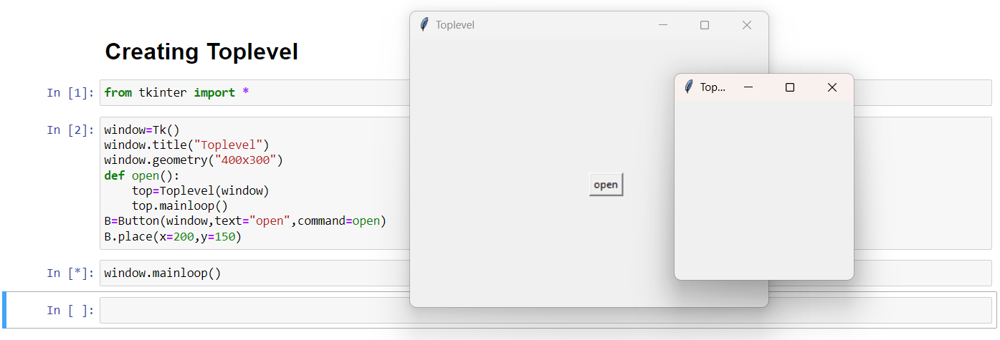 Creating Toplevel
In [1]:
from tkinter import *
In [2]:
window=Tk()
window.title("Toplevel")
window.geometry("400x300")
def open():
    top=Toplevel(window)
    top.mainloop()
B=Button(window,text="open",command=open)
B.place(x=200,y=150)
In [*]:
window.mainloop()
In [ ]:
Toplevel
open
Top...